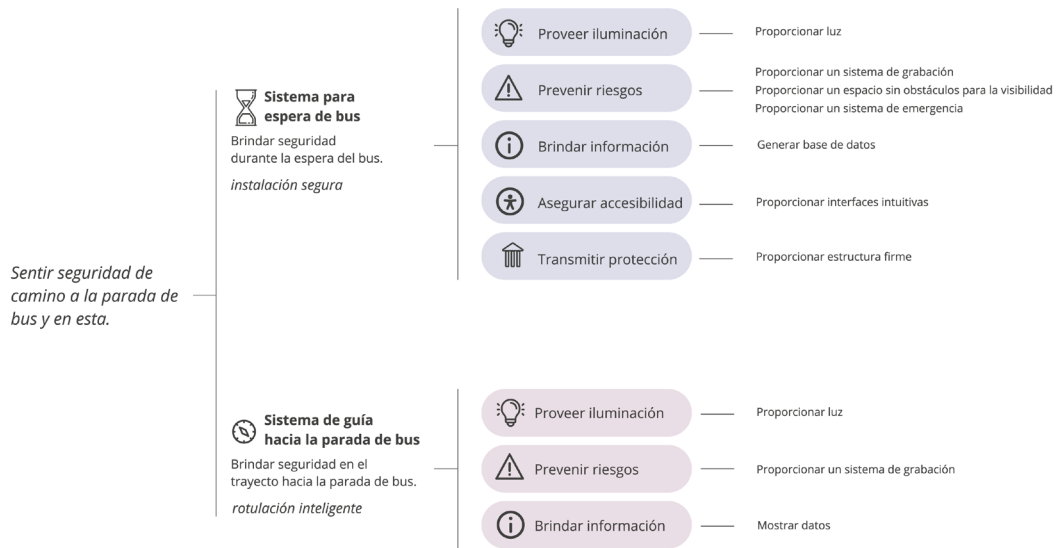 Sentir seguridad de
camino a la parada de
bus y en esta.
Sistema para
espera de bus
Brindar seguridad
durante la espera del bus.
instalación segura
Proveer iluminación
Proporcionar luz
Prevenir riesgos
Proporcionar un sistema de grabación
Proporcionar un espacio sin obstáculos para la visibilidad
Proporcionar un sistema de emergencia
Brindar información
Generar base de datos
Asegurar accesibilidad
Proporcionar interfaces intuitivas
Transmitir protección
Proporcionar estructura firme
Sistema de guía
hacia la parada de bus
Brindar seguridad en el
trayecto hacia la parada de bus.
rotulación inteligente
Proveer iluminación
Proporcionar luz
Prevenir riesgos
Proporcionar un sistema de grabación
Brindar información
Mostrar datos